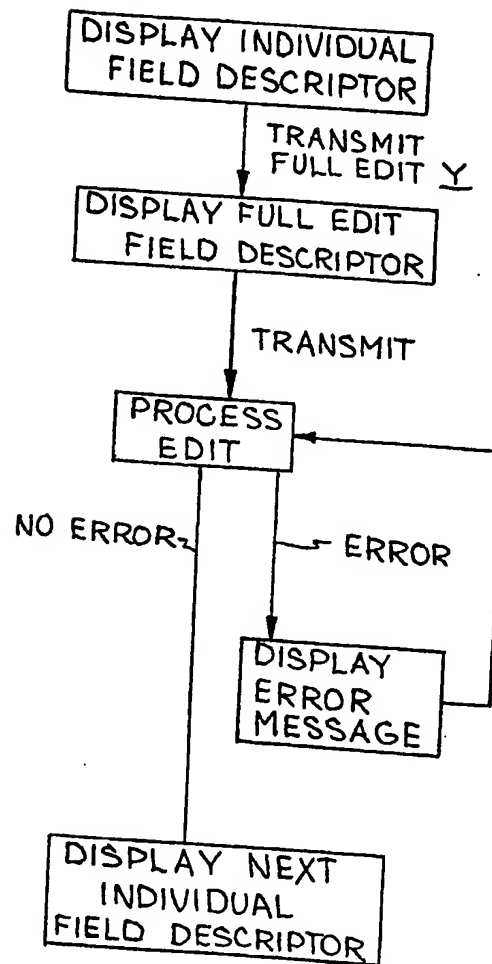 DISPLAY INDIVIDUAL
FIELD DESCRIPTOR
TRANSMIT
FULL EDIT Y
DISPLAY FULL EDIT
FIELD DESCRIPTOR
TRANSMIT
PROCESS
EDIT
NO ERROR
ERROR
DISPLAY
ERROR
MESSAGE
DISPLAY NEXT
INDIVIDUAL
FIELD DESCRIPTOR